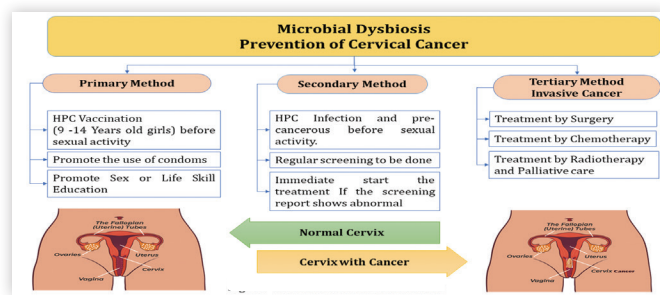 Microbial Dysbiosis
Prevention of Cervical Cancer
Primary Method
HPC Vaccination
(9 -14 Years old girls) before
sexual activity
Promote the use of condoms
Promote Sex or Life Skill
Education
Secondary Method
HPC Infection and pre-
cancerous before sexual
activity.
Regular screening to be done
Immediate start the
treatment If the screening
report shows abnormal
Tertiary Method
Invasive Cancer
Treatment by Surgery
Treatment by Chemotherapy
Treatment by Radiotherapy
and Palliative care
Normal Cervix
Cervix with Cancer
The Fallopian
(Uterine) Tubes
Ovaries
Uterus
Cervix
Vagina
The Fallopian
(Uterine) Tubes
Ovaries
Uterus
Cervix Cancer
Vagina